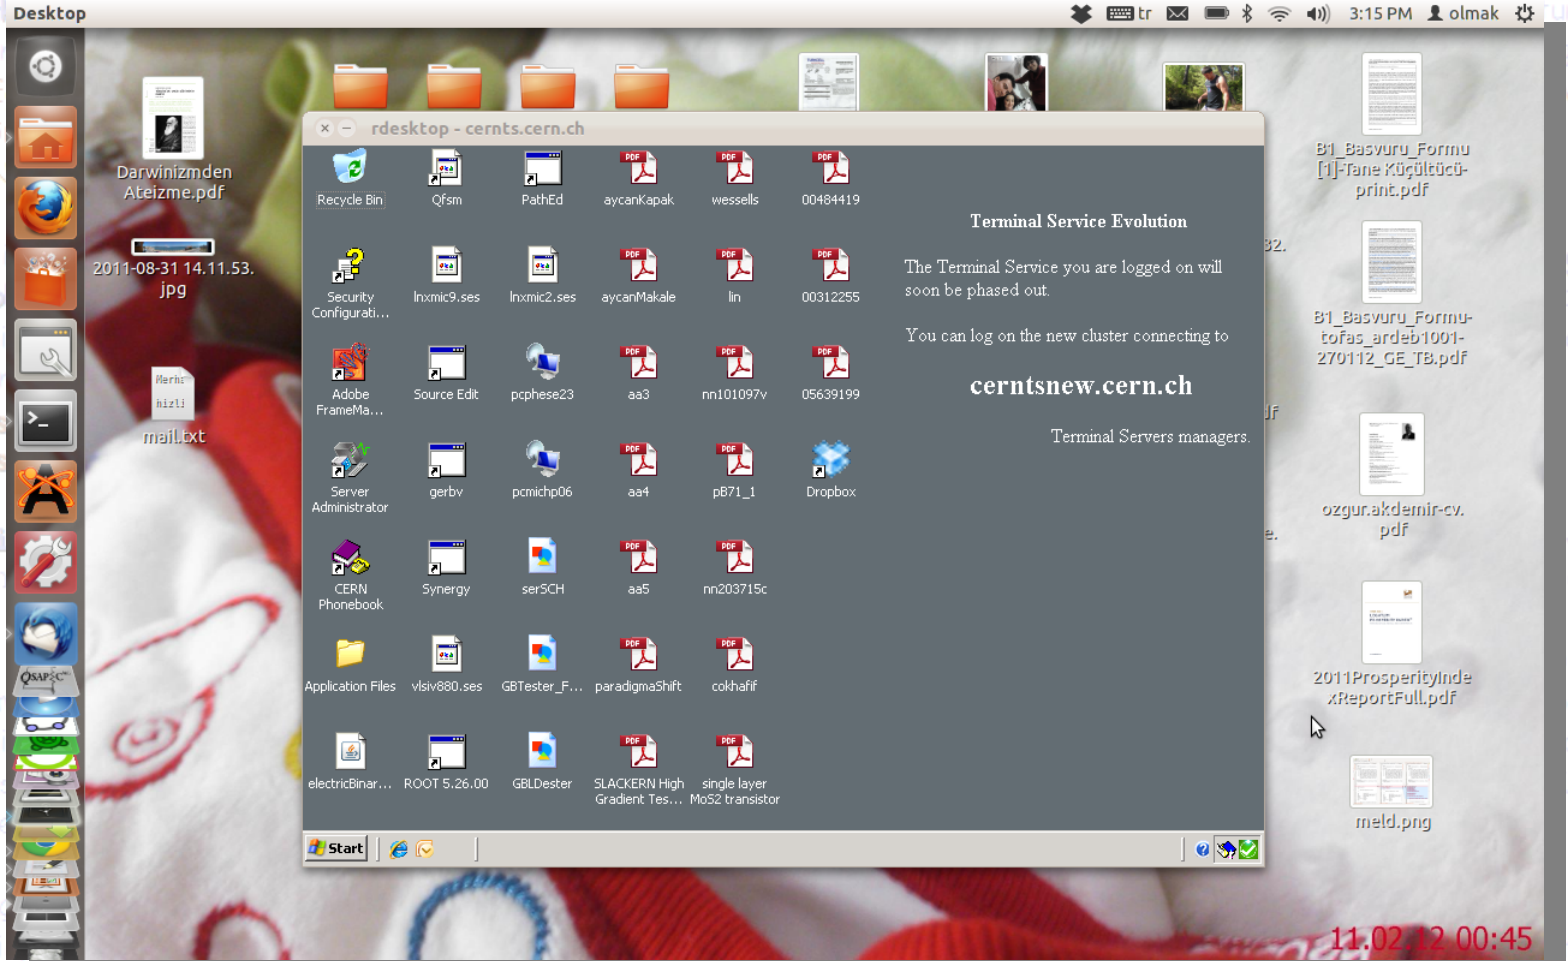 Desktop
tr
3:15 PM
olmak
Darwinizmden
Ateizme.pdf
2011-08-31 14.11.53.
jpg
Merha
hizli
mail.txt
rdesktop - cernts.cern.ch
Recycle Bin
Qfsm
PathEd
aycanKapak
wessells
00484419
Security
Configurati...
lnxmic9.ses
lnxmic2.ses
aycanMakale
lin
00312255
Adobe
FrameMa...
Source Edit
pcphese23
aa3
nn101097v
05639199
Server
Administrator
gerbv
pcmichp06
aa4
pB71_1
Dropbox
CERN
Phonebook
Synergy
serSCH
aa5
nn203715c
Application Files
vlsiv880.ses
GBTester_F...
paradigmaShift
cokhafif
electricBinar...
ROOT 5.26.00
GBLDester
SLACKERN High
Gradient Tes...
single layer
MoS2 transistor
Terminal Service Evolution
The Terminal Service you are logged on will
soon be phased out.
You can log on the new cluster connecting to
cerntsnew.cern.ch
Terminal Servers managers.
Start
32.
df
e.
B1_Basvuru_Formu
[1]-Tane Küçültücü-
print.pdf
B1_Basvuru_Formu-
tofas_ardeb1001-
270112_GE_TB.pdf
ozgur.akdemir-cv.
pdf
2011ProsperityInde
xReportFull.pdf
meld.png
QSapecC
11.02.12 00:45